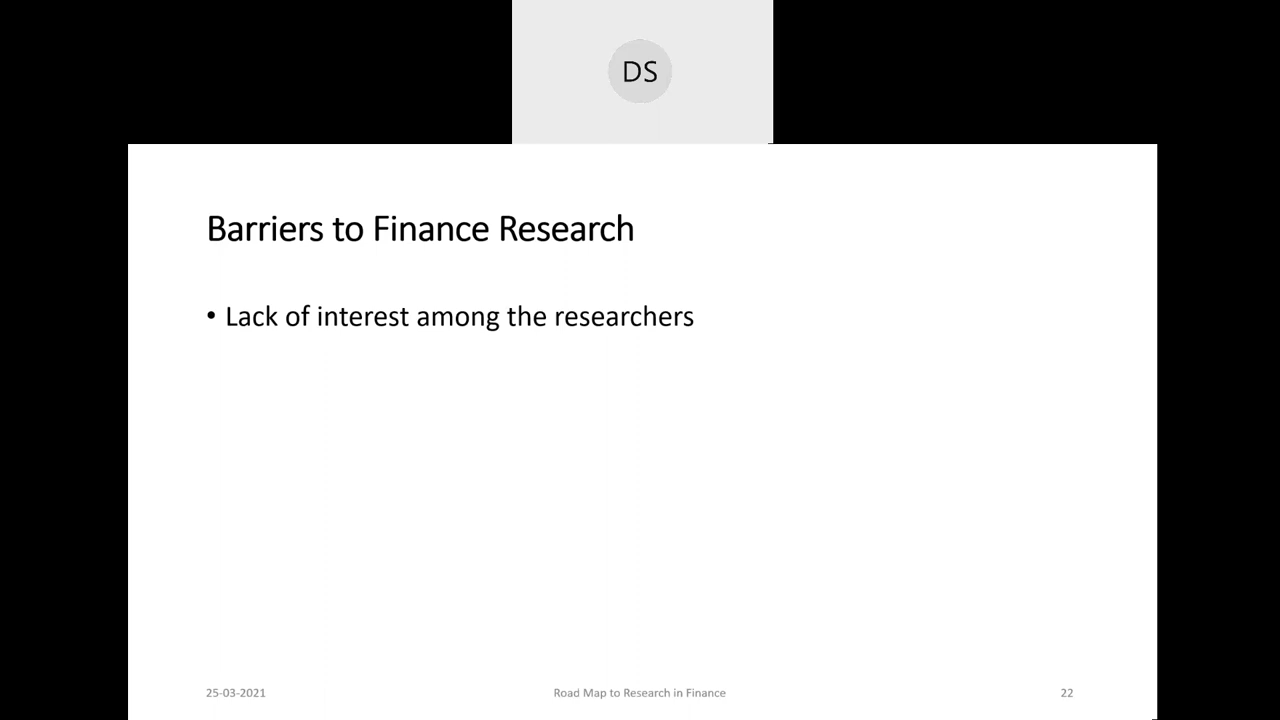 DS
Barriers to Finance Research
• Lack of interest among the researchers
25-03-2021
Road Map to Research in Finance
22